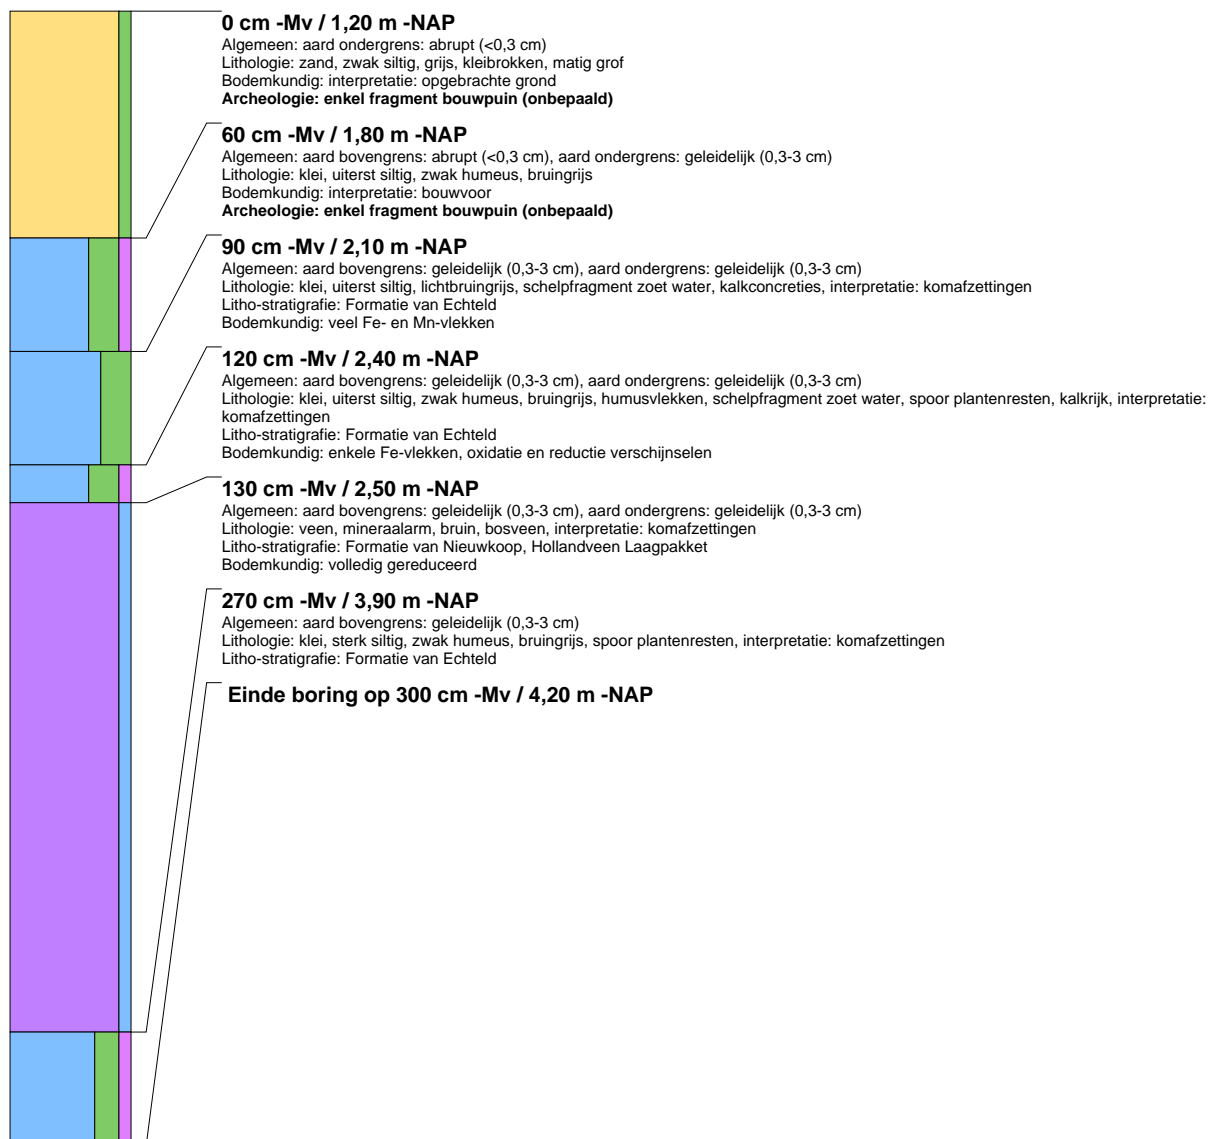 0 cm -Mv / 1,20 m -NAP
Algemeen: aard ondergrens: abrupt (<0,3 cm)
Lithologie: zand, zwak siltig, grijs, kleibrokken, matig grof
Bodemkundig: interpretatie: opgebrachte grond
Archeologie: enkel fragment bouwpuin (onbepaald)
60 cm -Mv / 1,80 m -NAP
Algemeen: aard bovengrens: abrupt (<0,3 cm), aard ondergrens: geleidelijk (0,3-3 cm)
Lithologie: klei, uiterst siltig, zwak humeus, bruingrijs
Bodemkundig: interpretatie: bouwvoor
Archeologie: enkel fragment bouwpuin (onbepaald)
90 cm -Mv / 2,10 m -NAP
Algemeen: aard bovengrens: geleidelijk (0,3-3 cm), aard ondergrens: geleidelijk (0,3-3 cm)
Lithologie: klei, uiterst siltig, lichtbruingrijs, schelpfragment zoet water, kalkconcreties, interpretatie: komafzettingen
Litho-stratigrafie: Formatie van Echteld
Bodemkundig: veel Fe- en Mn-vlekken
120 cm -Mv / 2,40 m -NAP
Algemeen: aard bovengrens: geleidelijk (0,3-3 cm), aard ondergrens: geleidelijk (0,3-3 cm)
Lithologie: klei, uiterst siltig, zwak humeus, bruingrijs, humusvlekken, schelpfragment zoet water, spoor plantenresten, kalkrijk, interpretatie:
komafzettingen
Litho-stratigrafie: Formatie van Echteld
Bodemkundig: enkele Fe-vlekken, oxidatie en reductie verschijnselen
130 cm -Mv / 2,50 m -NAP
Algemeen: aard bovengrens: geleidelijk (0,3-3 cm), aard ondergrens: geleidelijk (0,3-3 cm)
Lithologie: veen, mineraalarm, bruin, bosveen, interpretatie: komafzettingen
Litho-stratigrafie: Formatie van Nieuwkoop, Hollandveen Laagpakket
Bodemkundig: volledig gereduceerd
270 cm -Mv / 3,90 m -NAP
Algemeen: aard bovengrens: geleidelijk (0,3-3 cm)
Lithologie: klei, sterk siltig, zwak humeus, bruingrijs, spoor plantenresten, interpretatie: komafzettingen
Litho-stratigrafie: Formatie van Echteld
Einde boring op 300 cm -Mv / 4,20 m -NAP